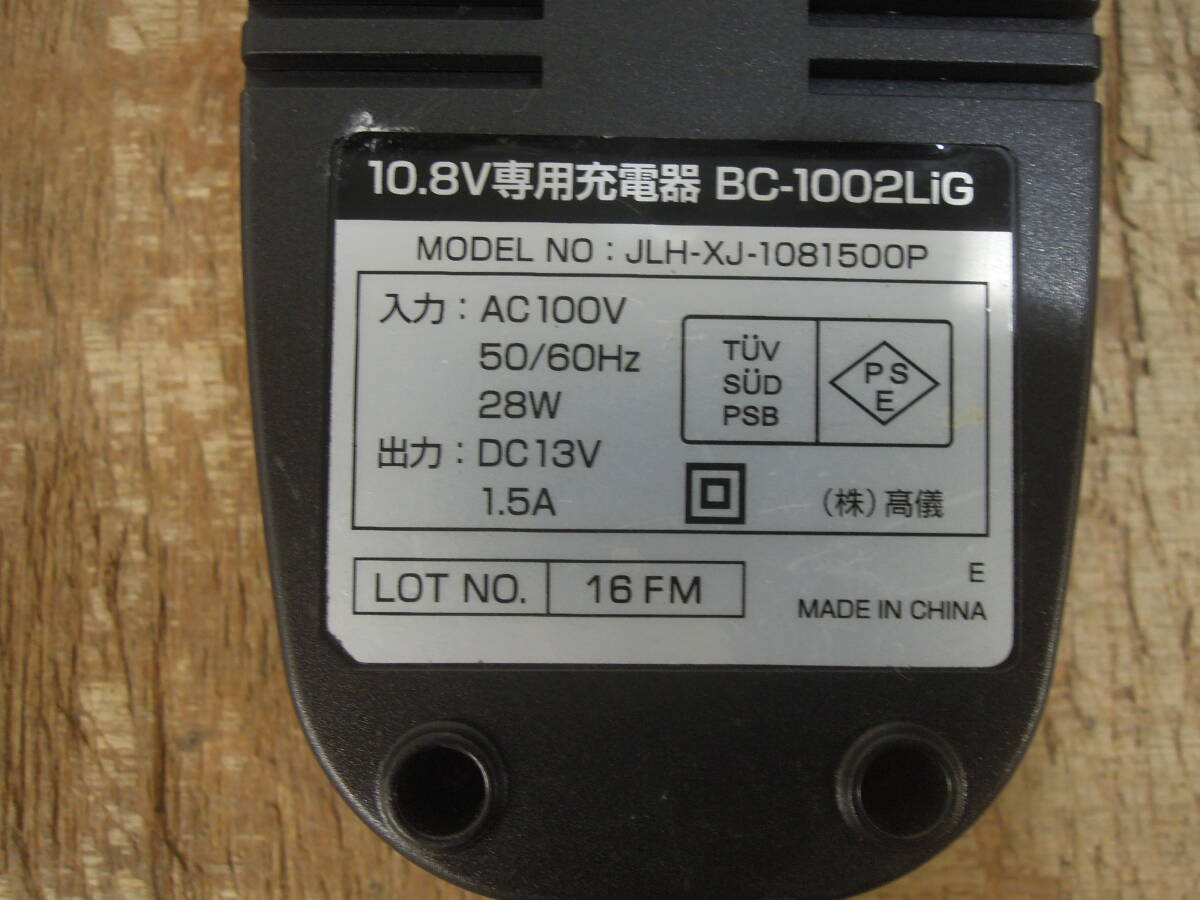 10.8V専用充電器 BC-1002LiG
MODEL NO : JLH-XJ-1081500P
入力 : AC100V
50/60Hz
28W
出力 : DC13V
1.5A
TÜV
SÜD
PSB
PS
E
(株)髙儀
LOT NO. 16 FM
E
MADE IN CHINA